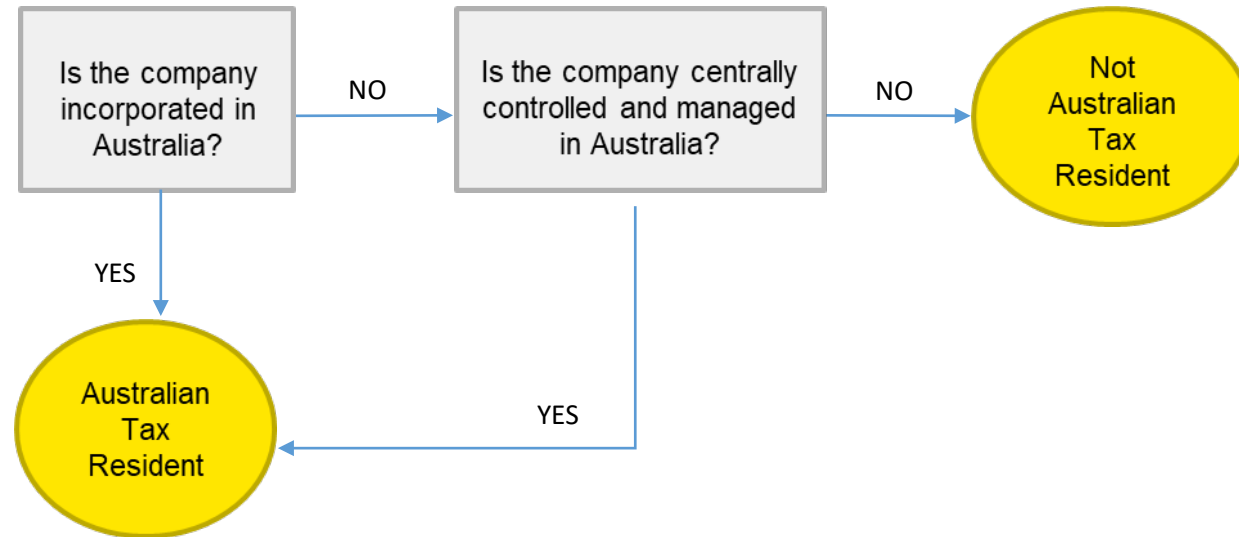 Is the company
incorporated in
Australia?
NO
Is the company centrally
controlled and managed
in Australia?
NO
Not
Australian
Tax
Resident
YES
Australian
Tax
Resident
YES